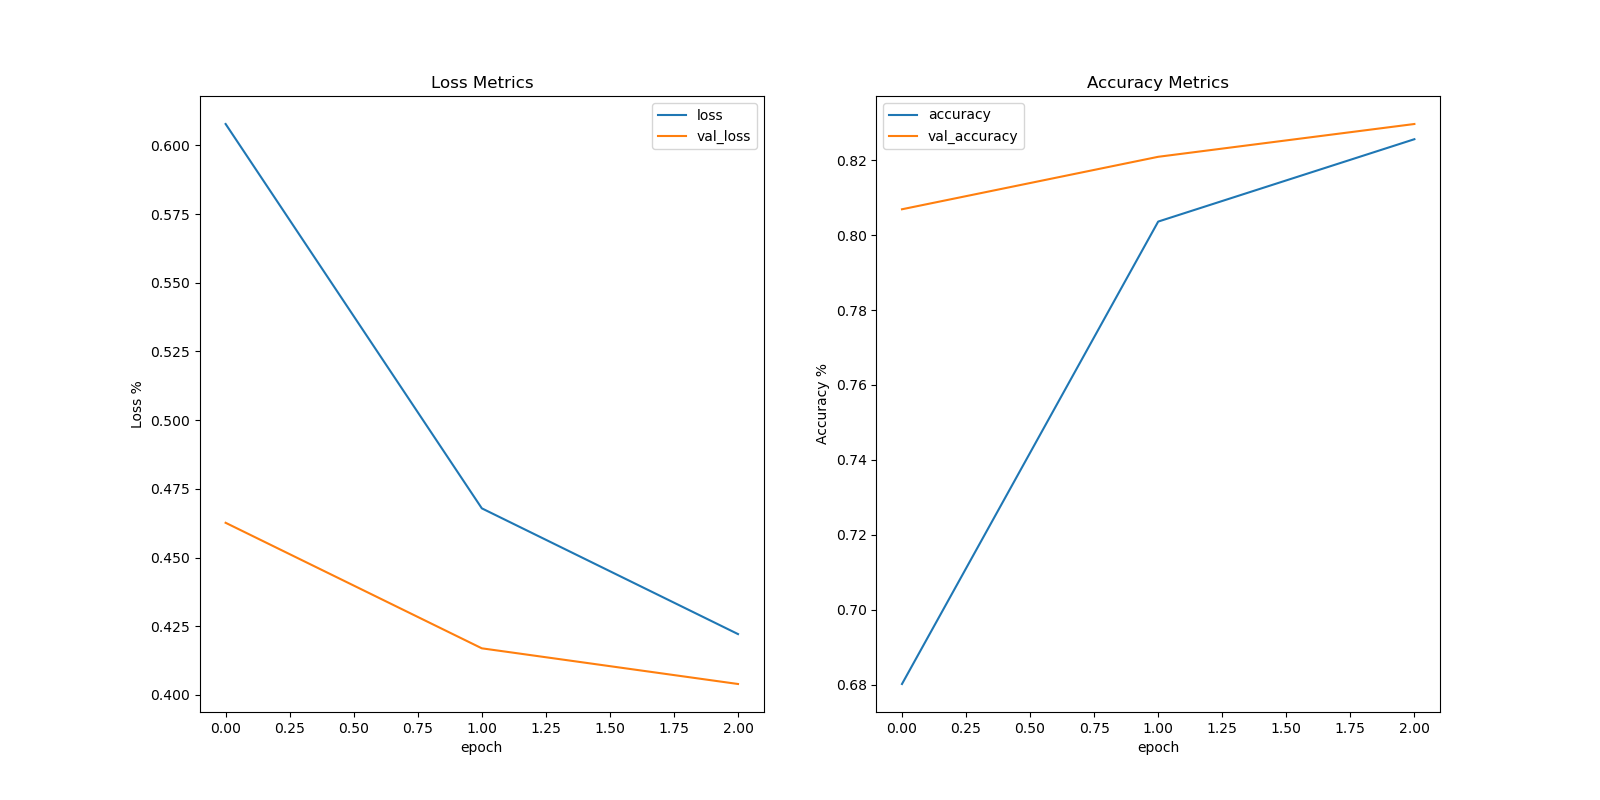 Loss Metrics
loss
val_loss
0.600
0.575
0.550
0.525
0.500
0.475
0.450
0.425
0.400
Loss %
0.00 0.25 0.50 0.75 1.00 1.25 1.50 1.75 2.00
epoch
Accuracy Metrics
accuracy
val_accuracy
0.82
0.80
0.78
0.76
0.74
0.72
0.70
0.68
Accuracy %
0.00 0.25 0.50 0.75 1.00 1.25 1.50 1.75 2.00
epoch